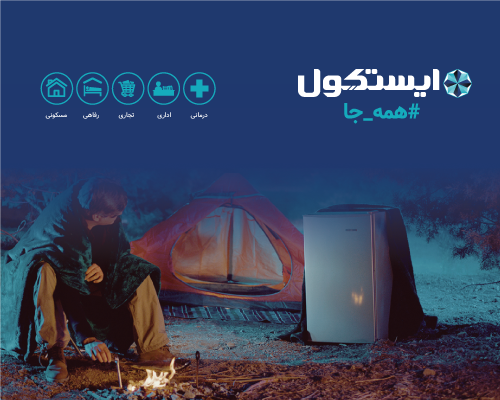 ایستکول
#همه_جا
درمانی
اداری
تجاری
رفاهی
مسکونی